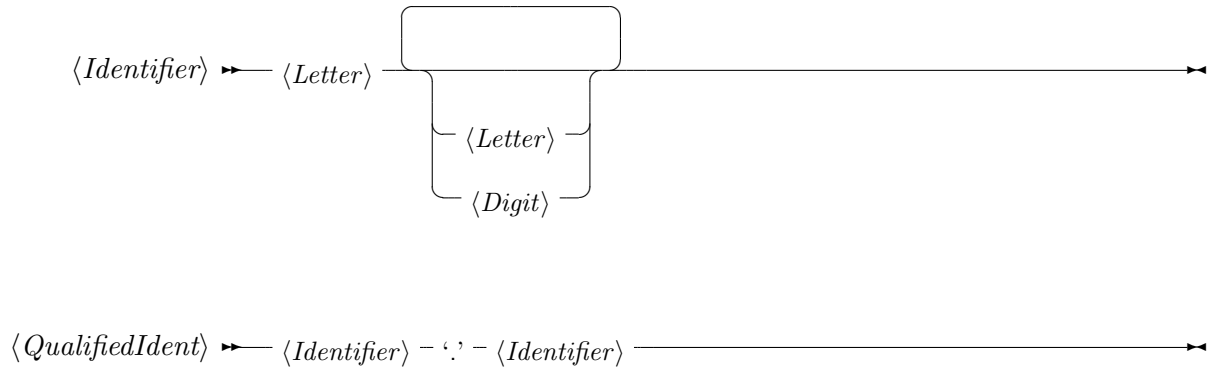 ⟨Identifier⟩ ⟨Letter⟩
⟨Letter⟩
⟨Digit⟩
⟨QualifiedIdent⟩ ⟨Identifier⟩ ‘.’ ⟨Identifier⟩